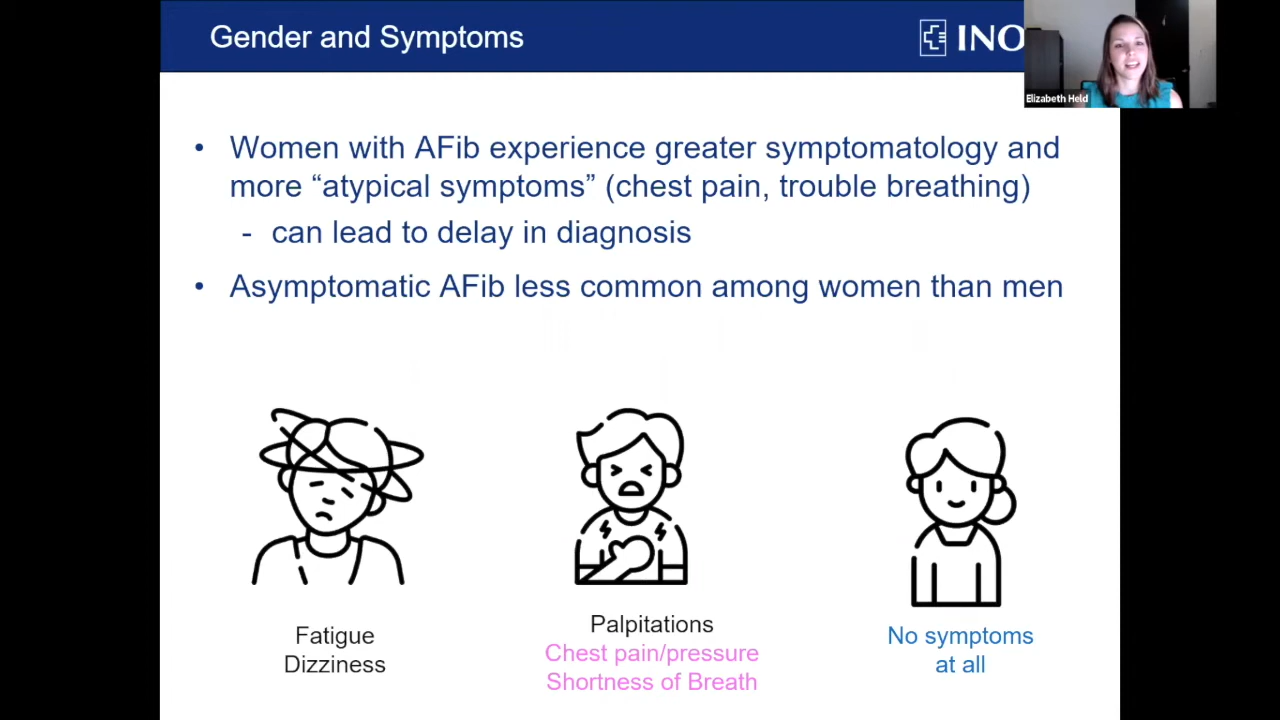 Gender and Symptoms
INO
Elizabeth Held
• Women with AFib experience greater symptomatology and
more “atypical symptoms” (chest pain, trouble breathing)
- can lead to delay in diagnosis
• Asymptomatic AFib less common among women than men
Fatigue
Dizziness
Palpitations
Chest pain/pressure
Shortness of Breath
No symptoms
at all